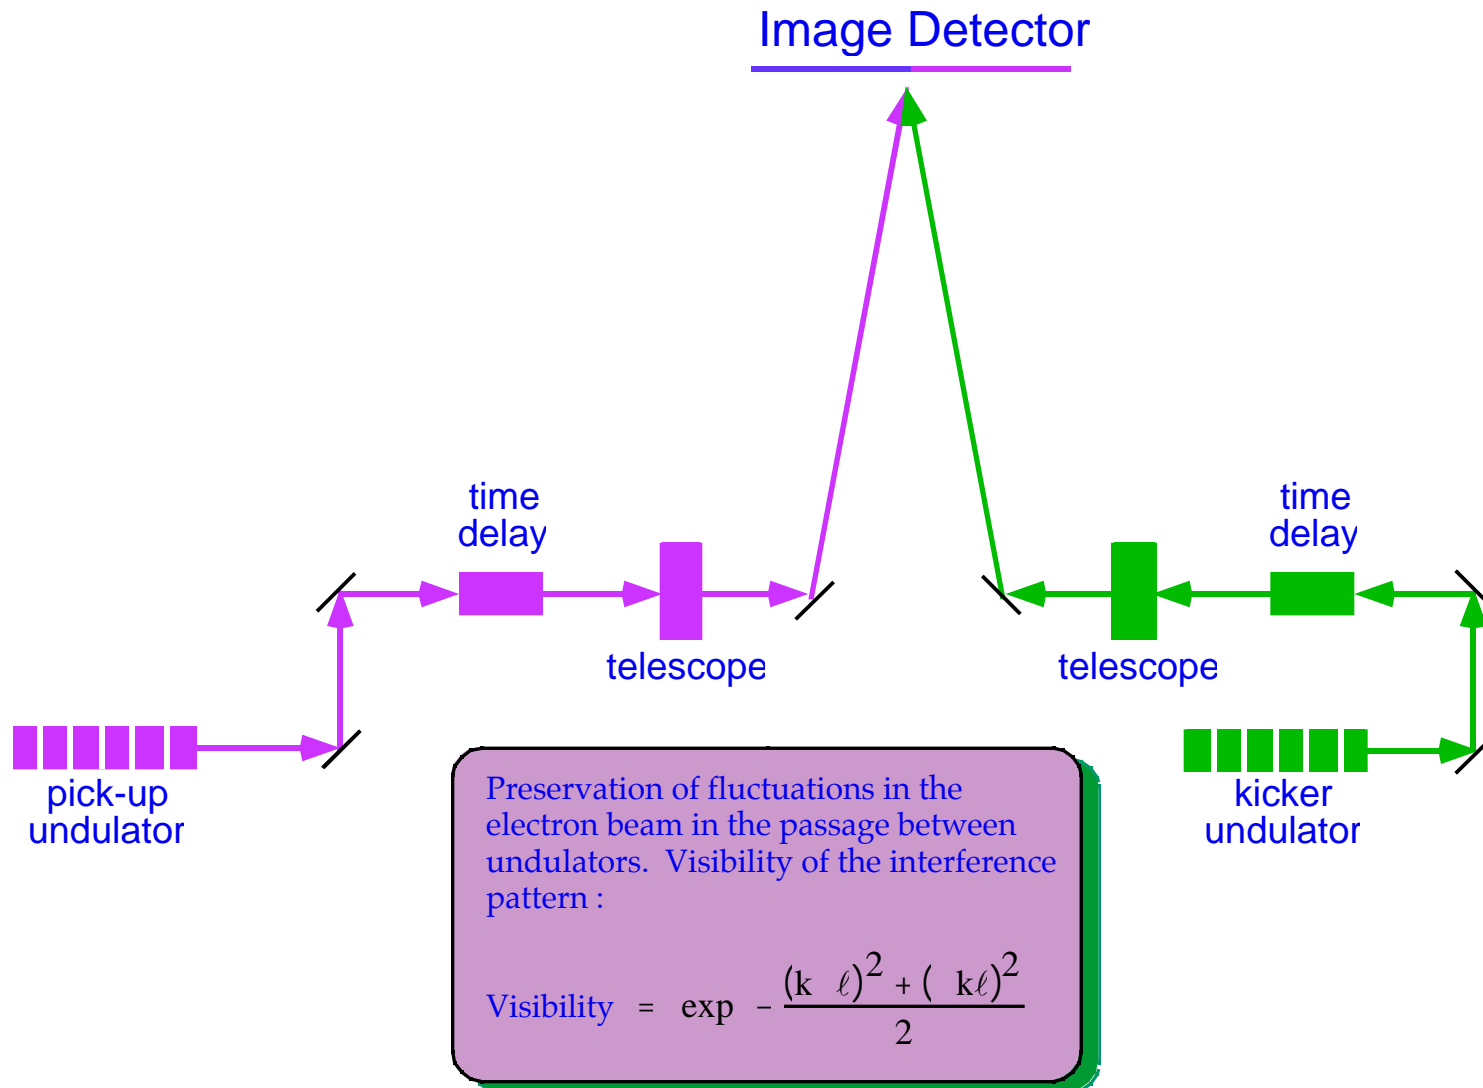 Image Detector
time
delay
time
delay
telescope
telescope
pick-up
undulator
kicker
undulator
Preservation of fluctuations in the
electron beam in the passage between
undulators. Visibility of the interference
pattern :
Visibility = exp - (k ℓ)² + ( kℓ)² / 2